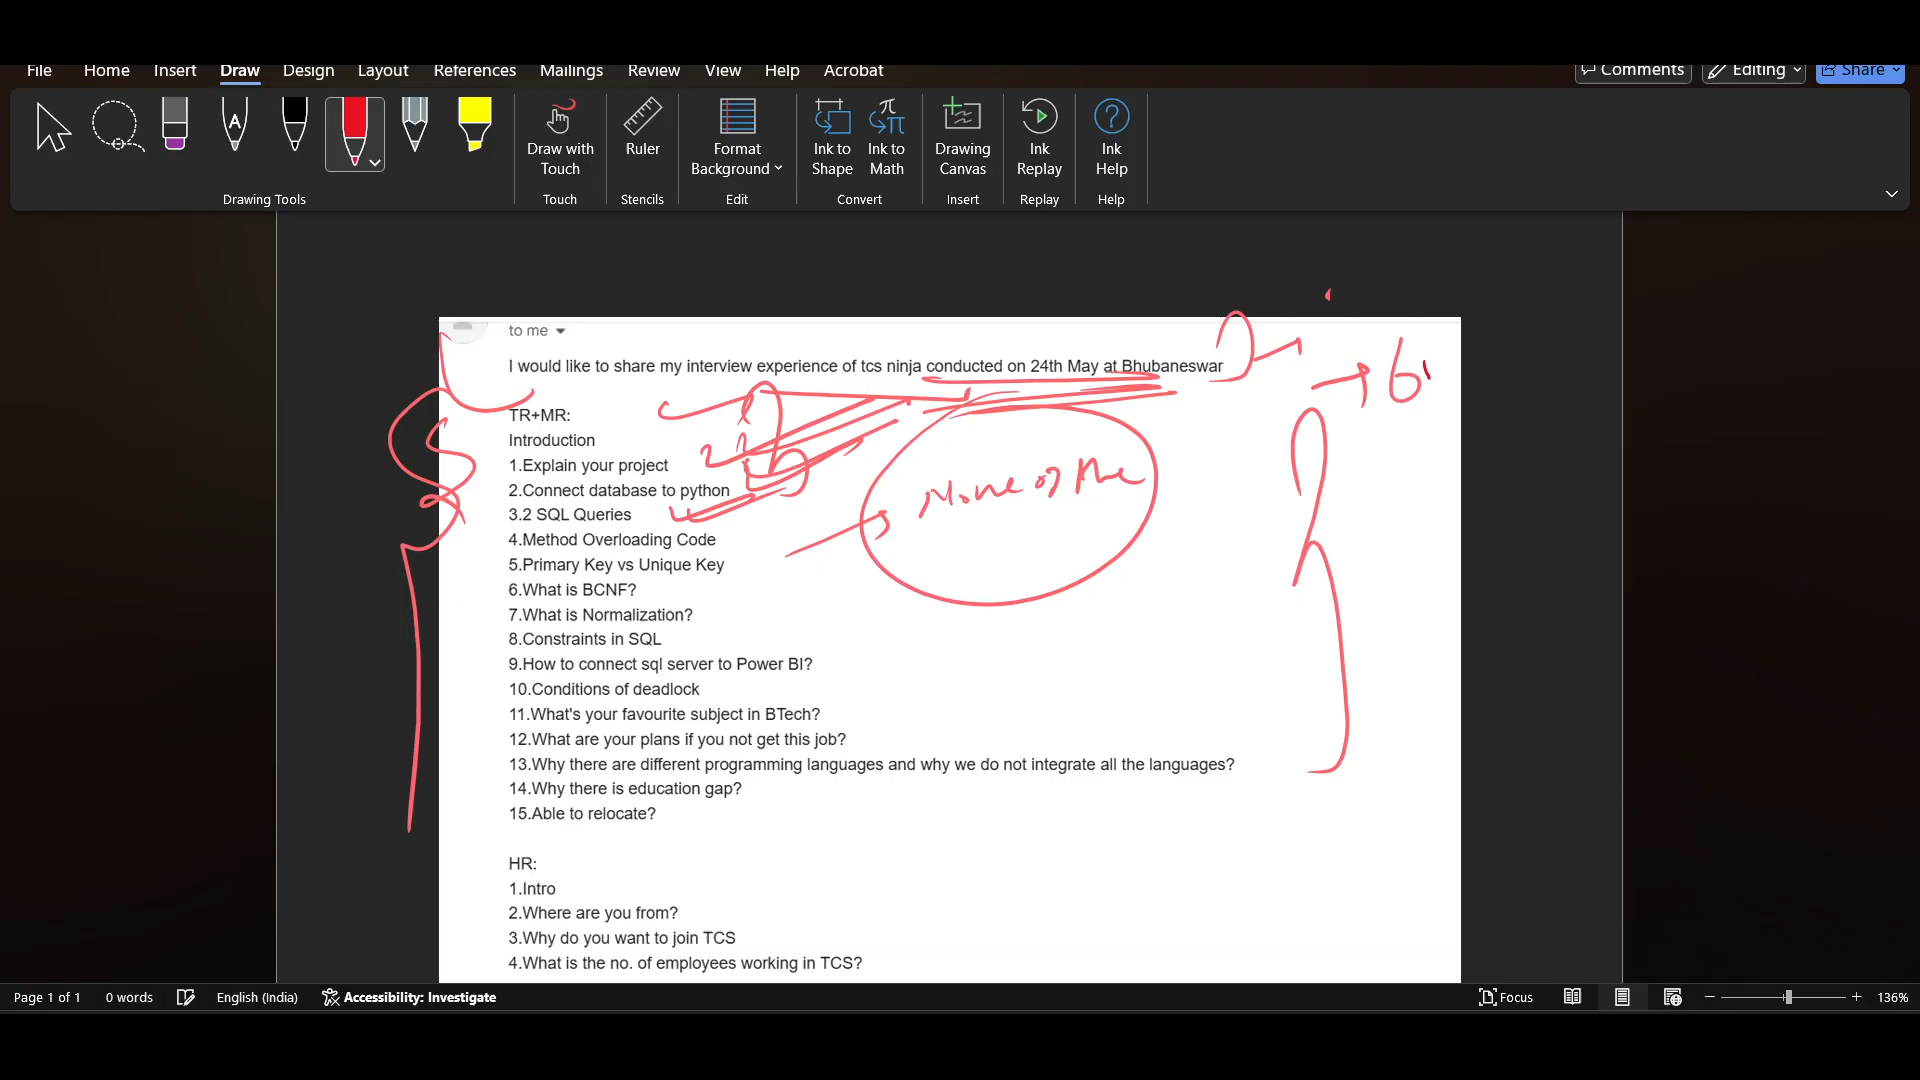 File Home Insert Draw Design Layout References Mailings Review View Help Acrobat Comments Editing Share
Draw with Touch
Ruler
Format Background
Ink to Shape
Ink to Math
Drawing Canvas
Ink Replay
Ink Help
Drawing Tools Touch Stencils Edit Convert Insert Replay Help
to me
I would like to share my interview experience of tcs ninja conducted on 24th May at Bhubaneswar
6
TR+MR:
Introduction
1.Explain your project
None of the
2.Connect database to python
3.2 SQL Queries
4.Method Overloading Code
5.Primary Key vs Unique Key
6.What is BCNF?
7.What is Normalization?
8.Constraints in SQL
9.How to connect sql server to Power BI?
10.Conditions of deadlock
11.What's your favourite subject in BTech?
12.What are your plans if you not get this job?
13.Why there are different programming languages and why we do not integrate all the languages?
14.Why there is education gap?
15.Able to relocate?
HR:
1.Intro
2.Where are you from?
3.Why do you want to join TCS
4.What is the no. of employees working in TCS?
Page 1 of 1 0 words English (India) Accessibility: Investigate Focus 136%